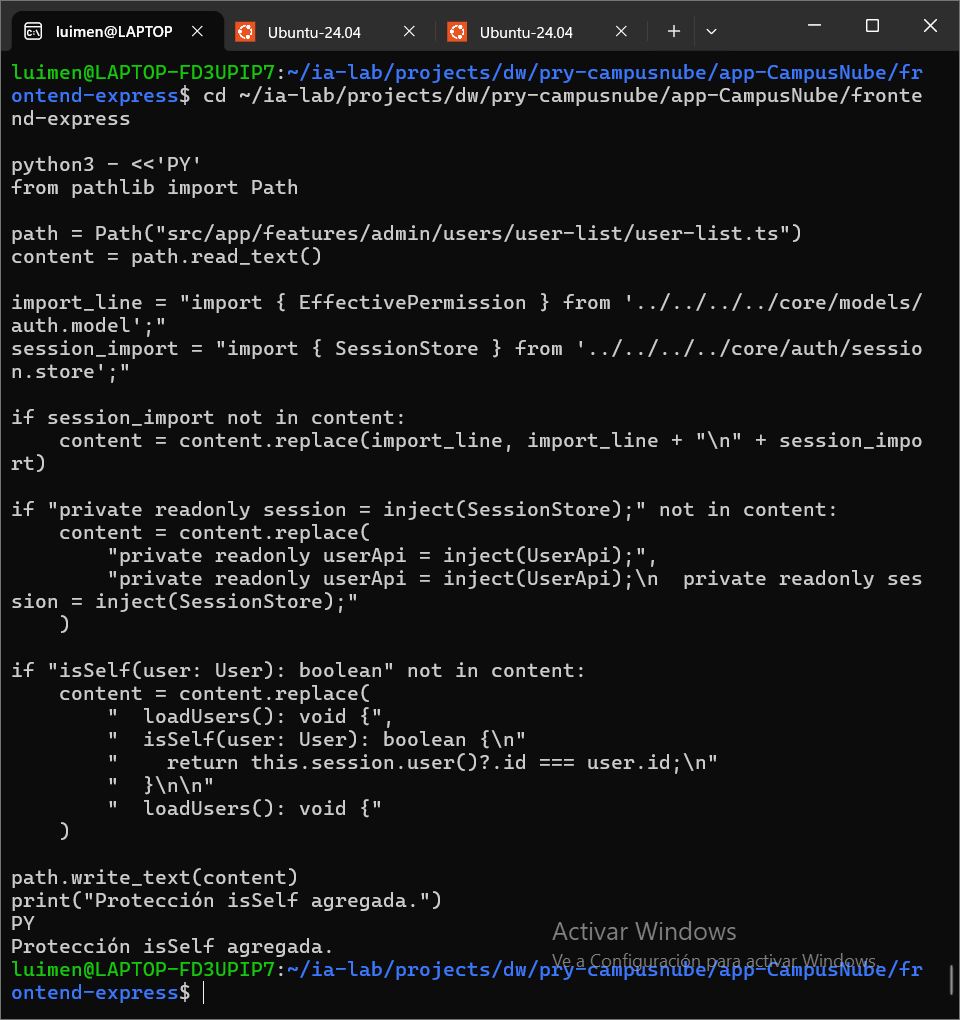 luimen@LAPTOP
Ubuntu-24.04
Ubuntu-24.04
luimen@LAPTOP-FD3UPIP7:~/ia-lab/projects/dw/pry-campusnube/app-CampusNube/fr
ontend-express$ cd ~/ia-lab/projects/dw/pry-campusnube/app-CampusNube/fronte
nd-express
python3 - <<'PY'
from pathlib import Path
path = Path("src/app/features/admin/users/user-list/user-list.ts")
content = path.read_text()
import_line = "import { EffectivePermission } from '../../../../core/models/
auth.model';"
session_import = "import { SessionStore } from '../../../../core/auth/sessio
n.store';"
if session_import not in content:
    content = content.replace(import_line, import_line + "\n" + session_impo
rt)
if "private readonly session = inject(SessionStore);" not in content:
    content = content.replace(
        "private readonly userApi = inject(UserApi);",
        "private readonly userApi = inject(UserApi);\n  private readonly ses
sion = inject(SessionStore);"
    )
if "isSelf(user: User): boolean" not in content:
    content = content.replace(
        "  loadUsers(): void {",
        "  isSelf(user: User): boolean {\n"
        "    return this.session.user()?.id === user.id;\n"
        "  }\n\n"
        "  loadUsers(): void {"
    )
path.write_text(content)
print("Protección isSelf agregada.")
PY
Protección isSelf agregada.
luimen@LAPTOP-FD3UPIP7:~/ia-lab/projects/dw/pry-campusnube/app-CampusNube/fr
ontend-express$
Activar Windows
Ve a Configuración para activar Windows.